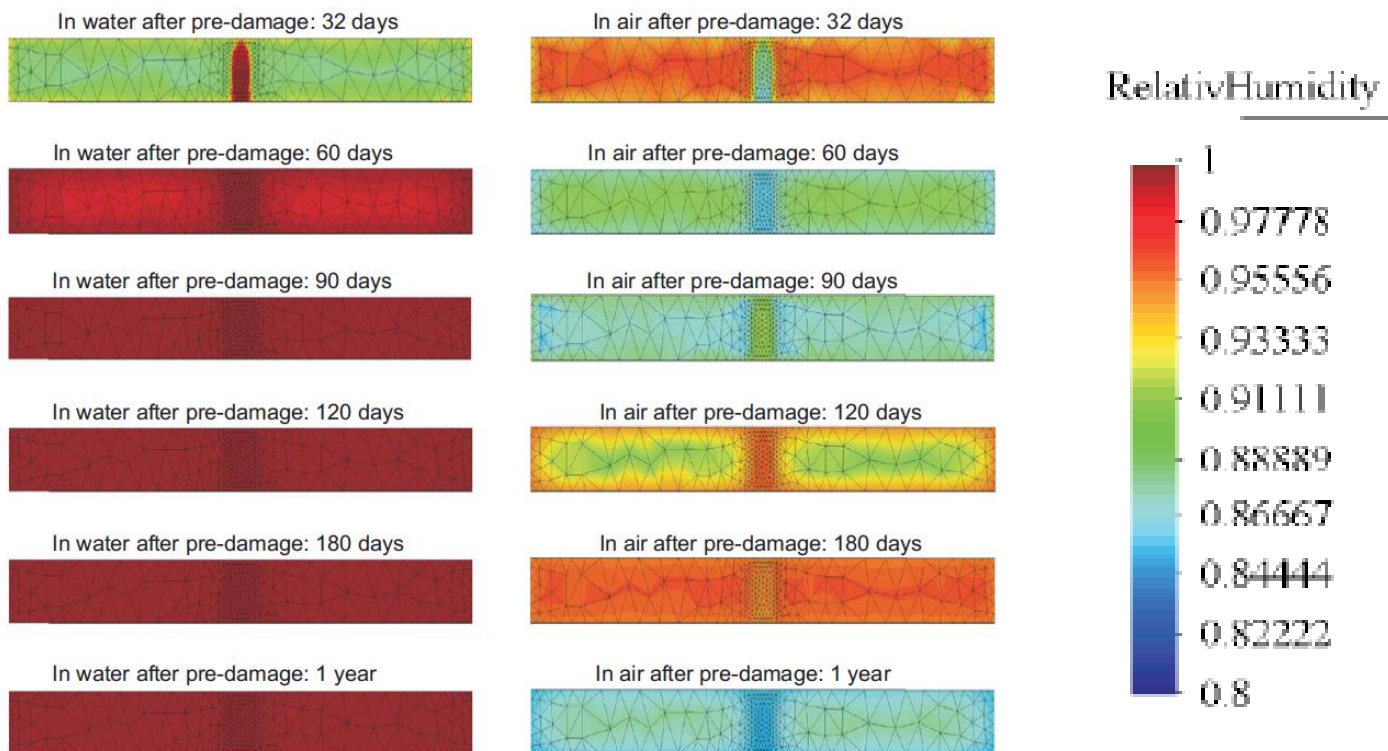 In water after pre-damage: 32 days
In air after pre-damage: 32 days
In water after pre-damage: 60 days
In air after pre-damage: 60 days
In water after pre-damage: 90 days
In air after pre-damage: 90 days
In water after pre-damage: 120 days
In air after pre-damage: 120 days
In water after pre-damage: 180 days
In air after pre-damage: 180 days
In water after pre-damage: 1 year
In air after pre-damage: 1 year
RelativHumidity
1
0.97778
0.95556
0.93333
0.91111
0.88889
0.86667
0.84444
0.82222
0.8